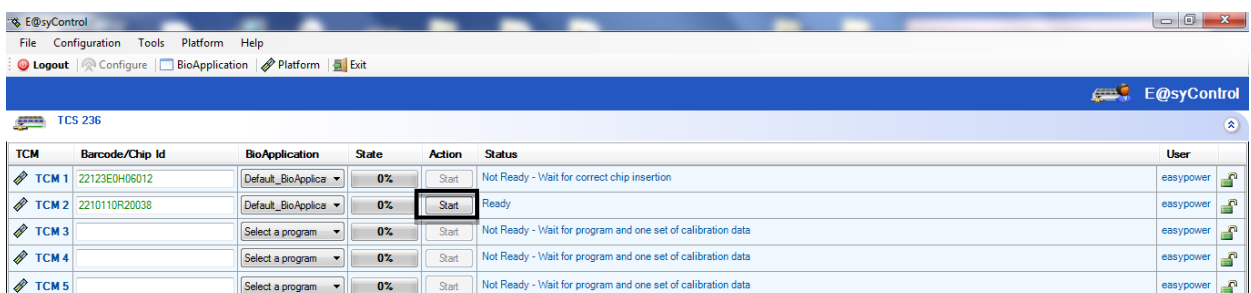 E@syControl
File Configuration Tools Platform Help
Logout Configure BioApplication Platform Exit
E@syControl
TCS 236
TCM Barcode/Chip Id BioApplication State Action Status User
TCM 1 22123E0H06012 Default_BioApplica 0% Start Not Ready - Wait for correct chip insertion easypower
TCM 2 2210110R20038 Default_BioApplica 0% Start Ready easypower
TCM 3 Select a program 0% Start Not Ready - Wait for program and one set of calibration data easypower
TCM 4 Select a program 0% Start Not Ready - Wait for program and one set of calibration data easypower
TCM 5 Select a program 0% Start Not Ready - Wait for program and one set of calibration data easypower